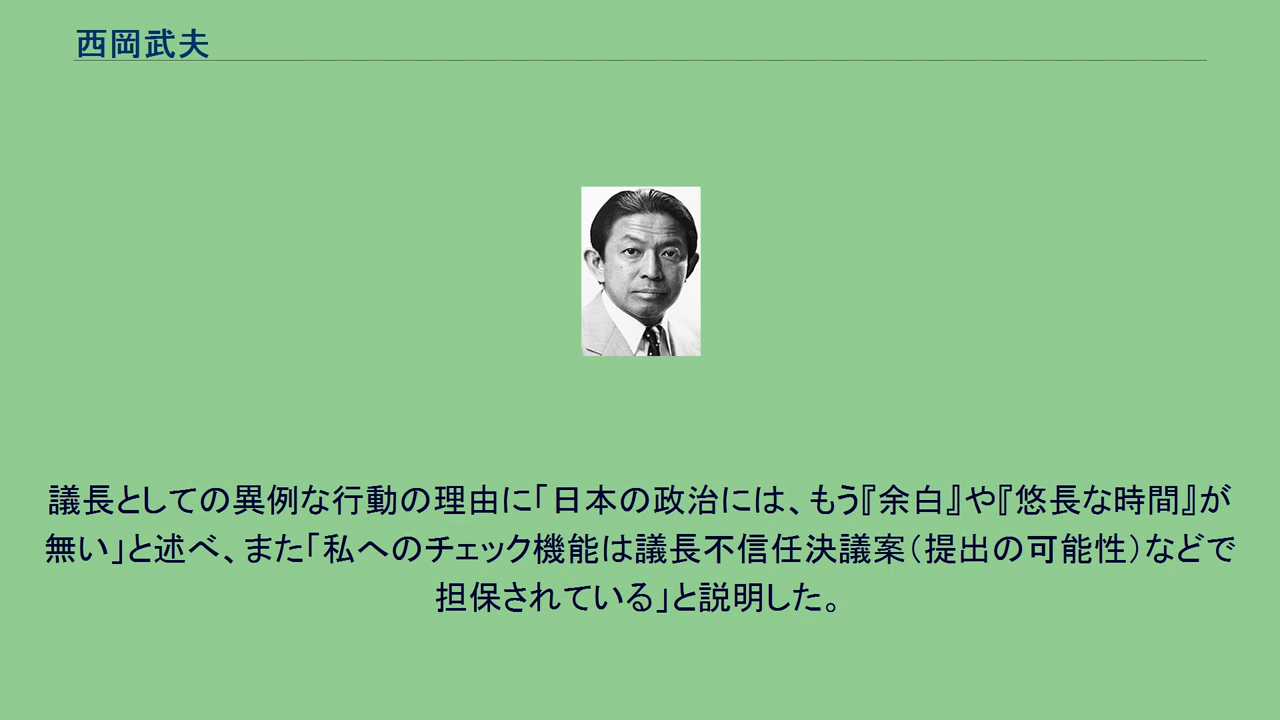 西岡武夫
議長としての異例な行動の理由に「日本の政治には、もう『余白』や『悠長な時間』が
無い」と述べ、また「私へのチェック機能は議長不信任決議案（提出の可能性）などで
担保されている」と説明した。